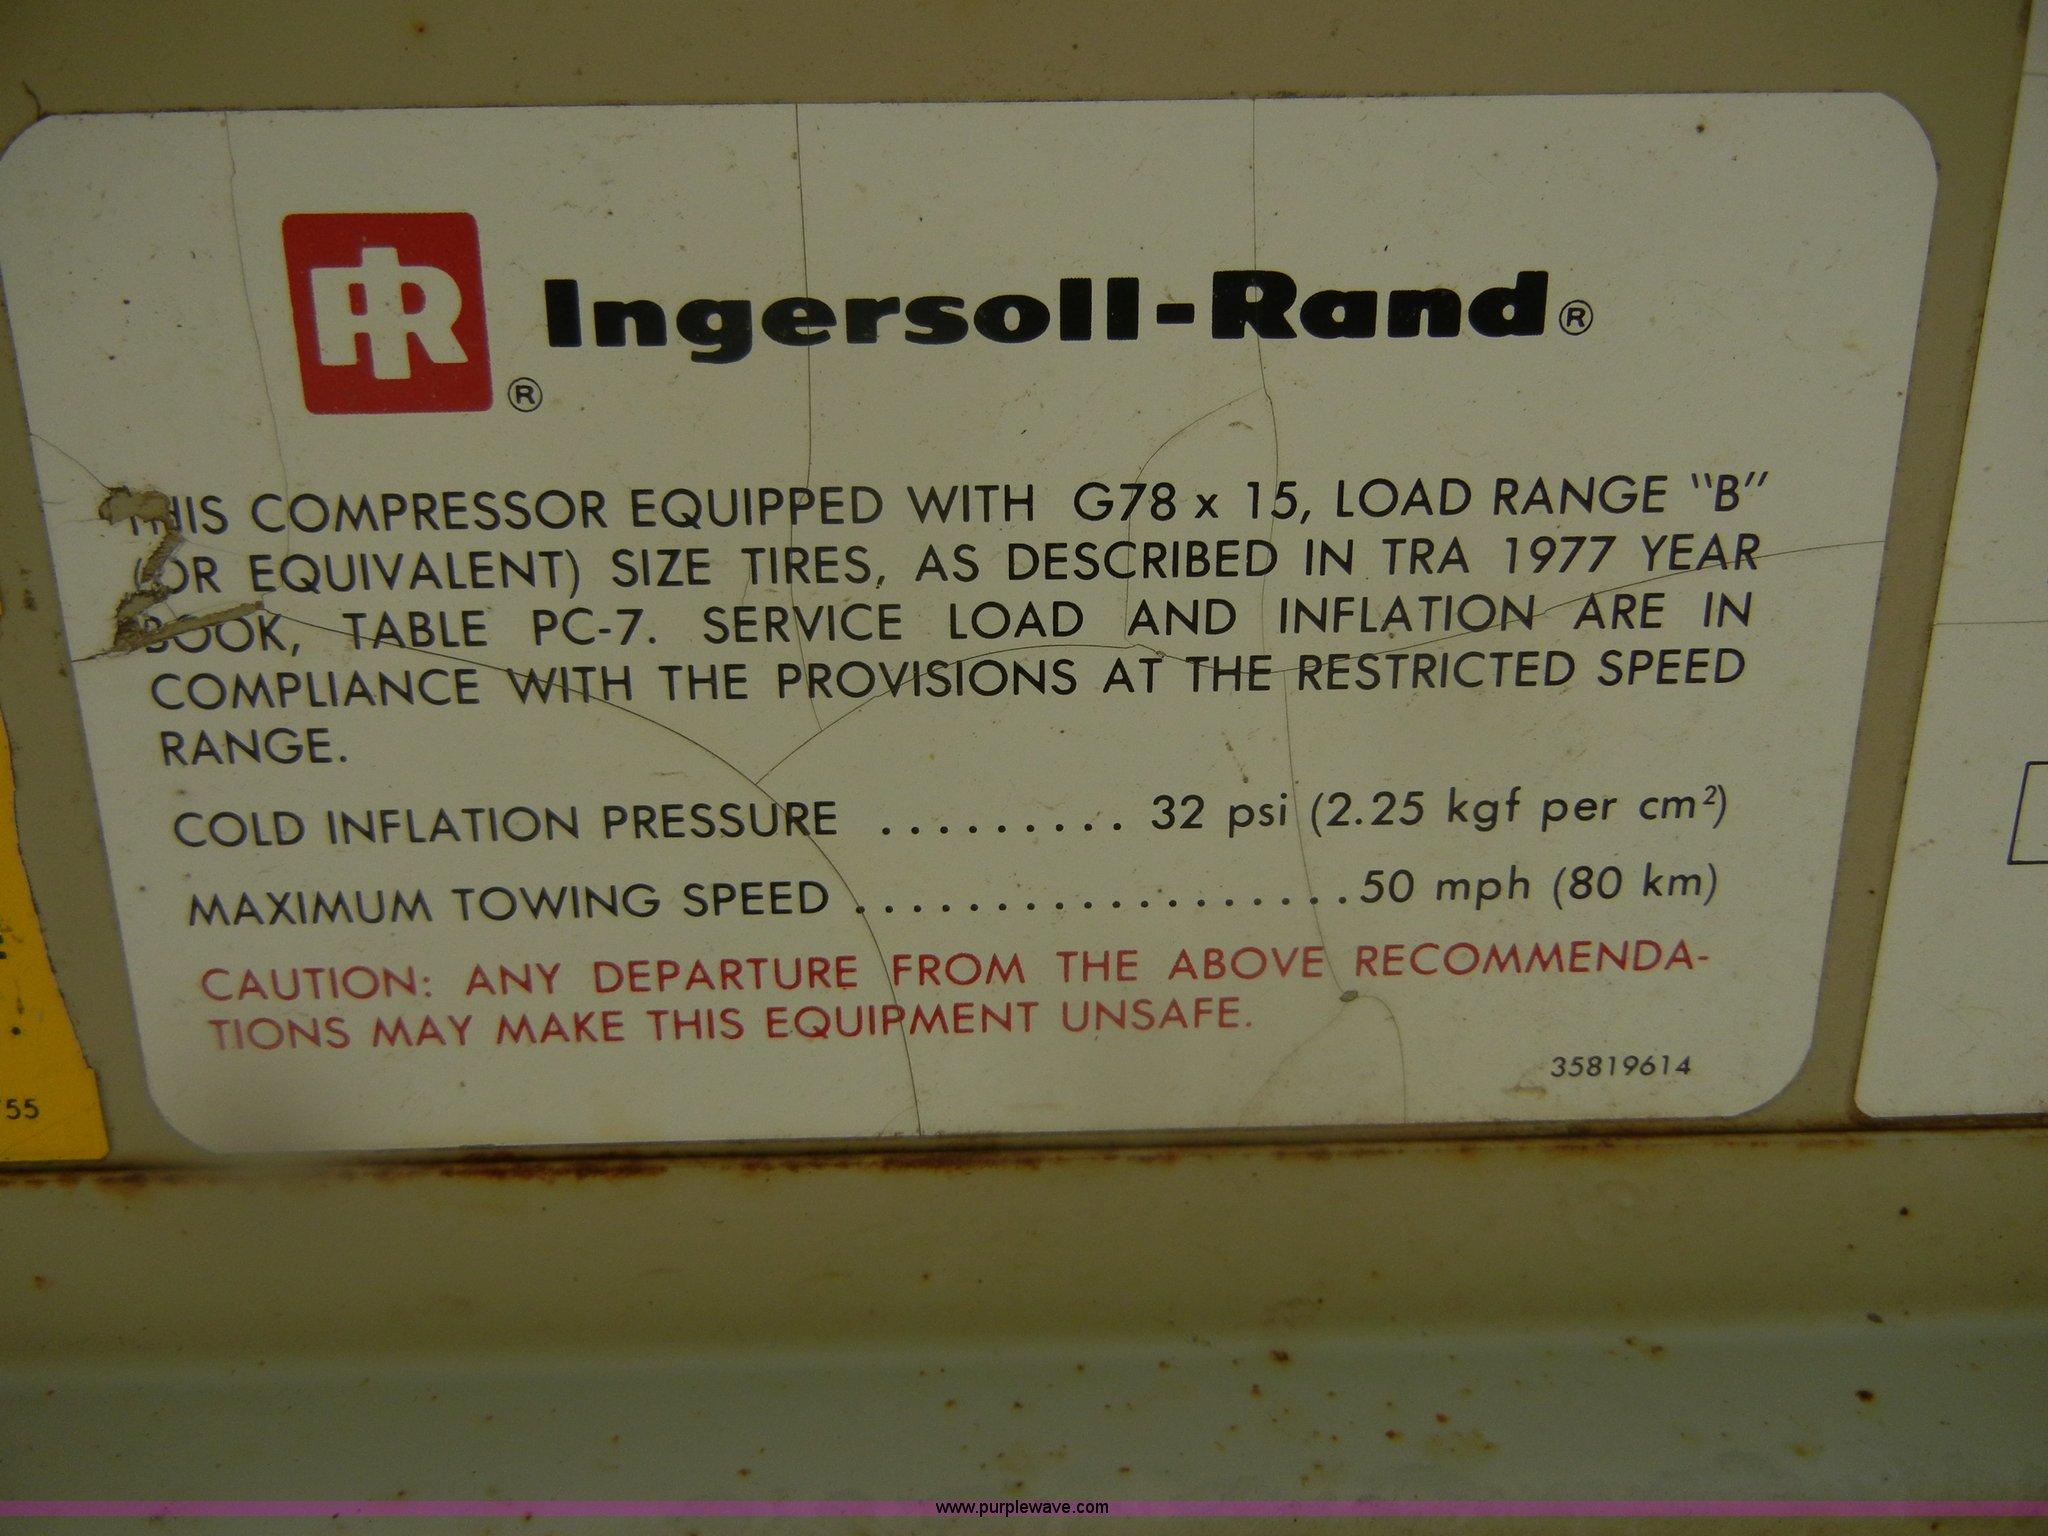 IR ®
Ingersoll-Rand®
THIS COMPRESSOR EQUIPPED WITH G78 x 15, LOAD RANGE "B"
(OR EQUIVALENT) SIZE TIRES, AS DESCRIBED IN TRA 1977 YEAR
BOOK, TABLE PC-7. SERVICE LOAD AND INFLATION ARE IN
COMPLIANCE WITH THE PROVISIONS AT THE RESTRICTED SPEED
RANGE.
COLD INFLATION PRESSURE ......... 32 psi (2.25 kgf per cm²)
MAXIMUM TOWING SPEED ..................50 mph (80 km)
CAUTION: ANY DEPARTURE FROM THE ABOVE RECOMMENDA-
TIONS MAY MAKE THIS EQUIPMENT UNSAFE.
35819614
55
www.purplewave.com